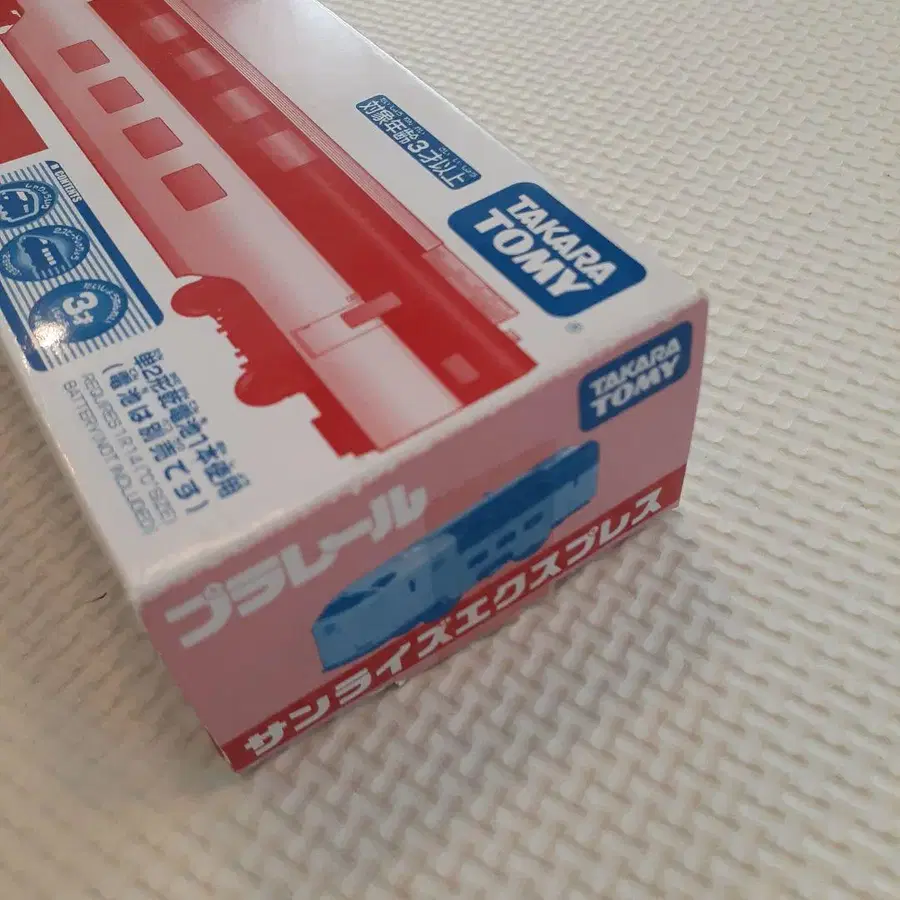 対象年齢3才以上
TAKARA
TOMY
CONTENTS
単2形乾電池1本使用
(電池は別売です)
REQUIRES 1 R14 ("C" SIZE)
BATTERY (NOT INCLUDED)
TAKARA
TOMY
プラレール
サンライズエクスプレス